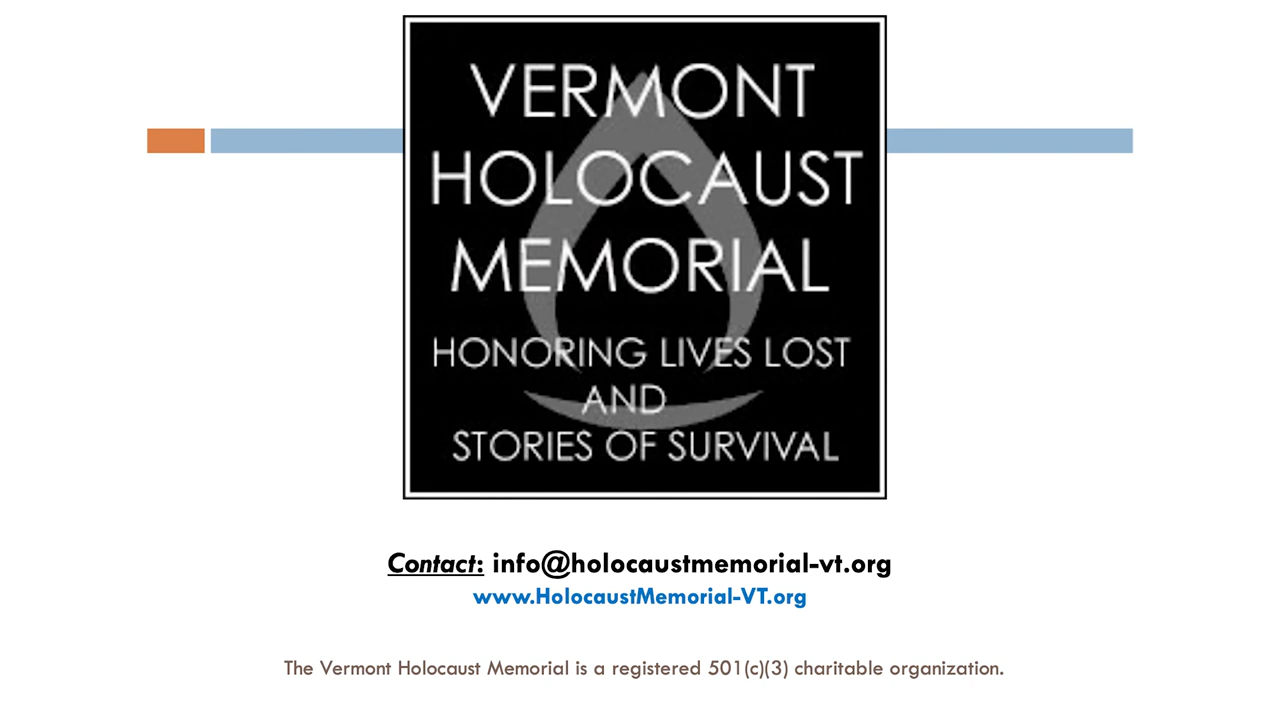 VERMONT
HOLOCAUST
MEMORIAL
HONORING LIVES LOST
AND
STORIES OF SURVIVAL
Contact: info@holocaustmemorial-vt.org
www.HolocaustMemorial-VT.org
The Vermont Holocaust Memorial is a registered 501(c)(3) charitable organization.